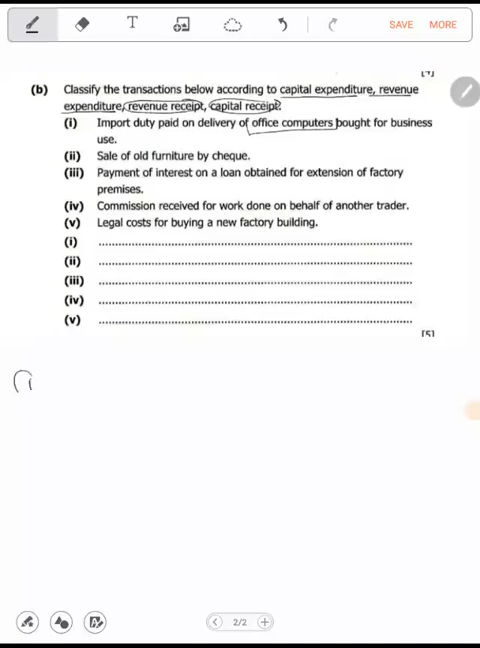 T
SAVE
MORE
(b) Classify the transactions below according to capital expenditure, revenue
expenditure, revenue receipt, capital receipt.
(i) Import duty paid on delivery of office computers bought for business
use.
(ii) Sale of old furniture by cheque.
(iii) Payment of interest on a loan obtained for extension of factory
premises.
(iv) Commission received for work done on behalf of another trader.
(v) Legal costs for buying a new factory building.
(i) ........................................................................
(ii) ........................................................................
(iii) ........................................................................
(iv) ........................................................................
(v) ........................................................................
[5]
(i
2/2